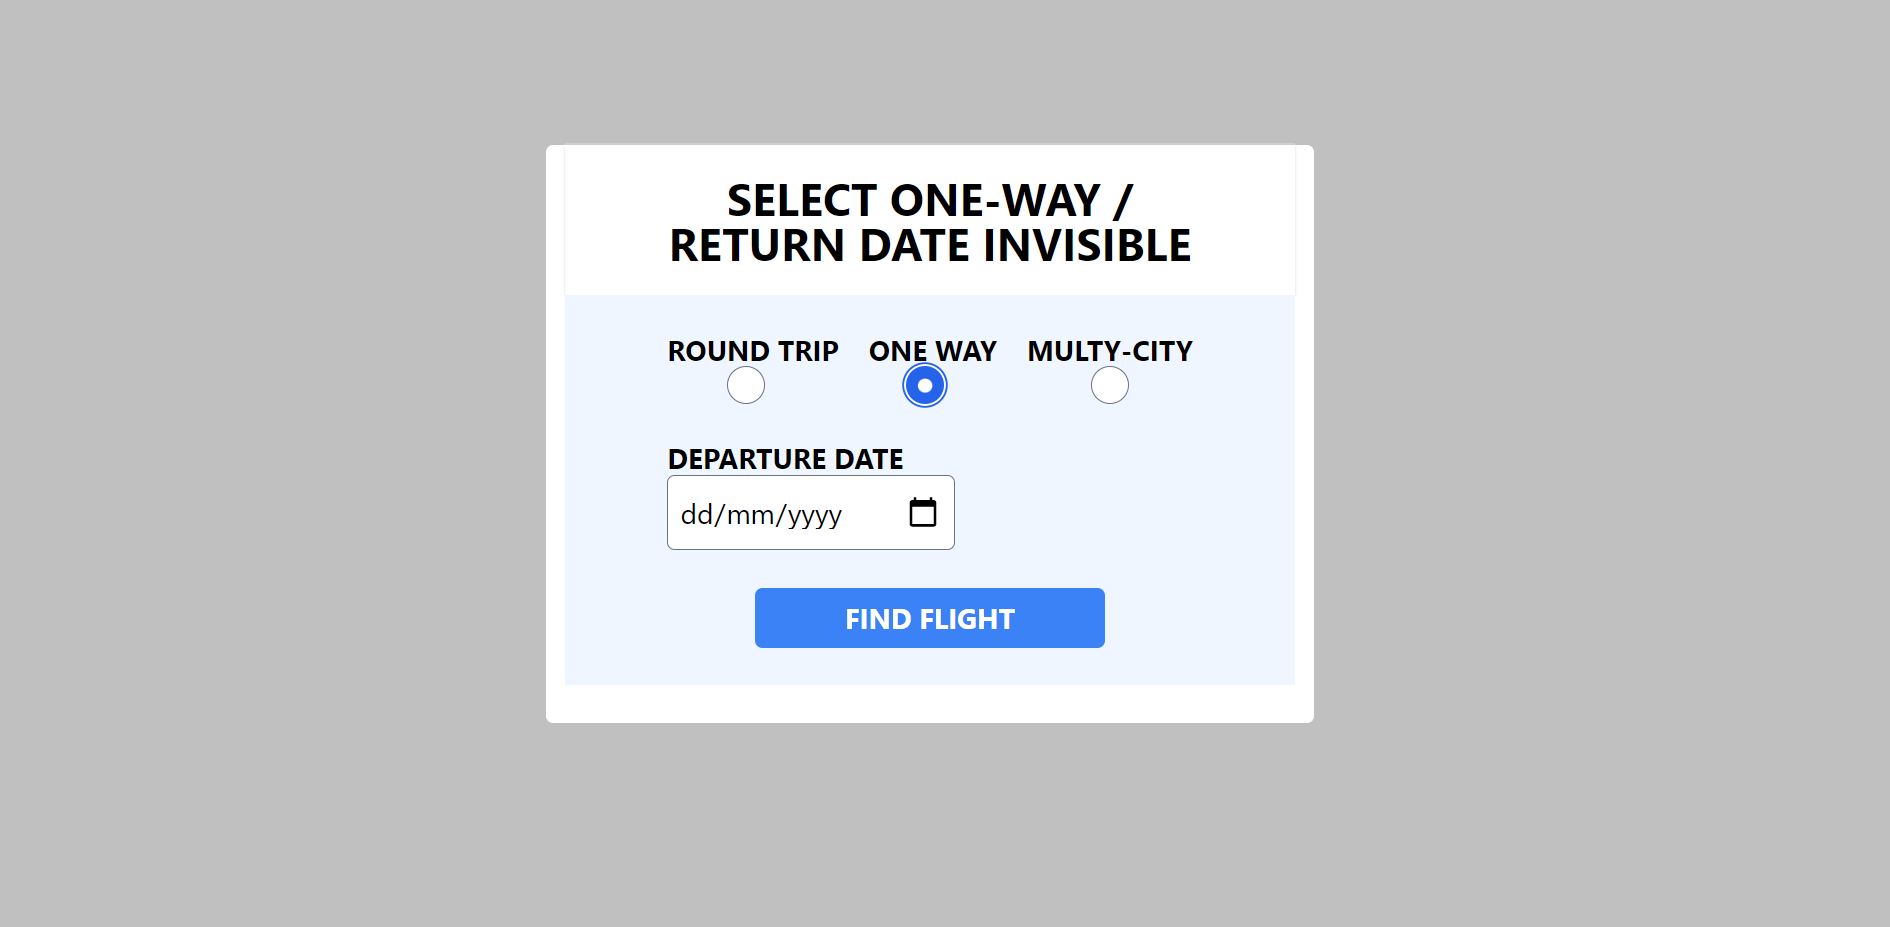 SELECT ONE-WAY /
RETURN DATE INVISIBLE
ROUND TRIP ONE WAY MULTY-CITY
DEPARTURE DATE
dd/mm/yyyy
FIND FLIGHT